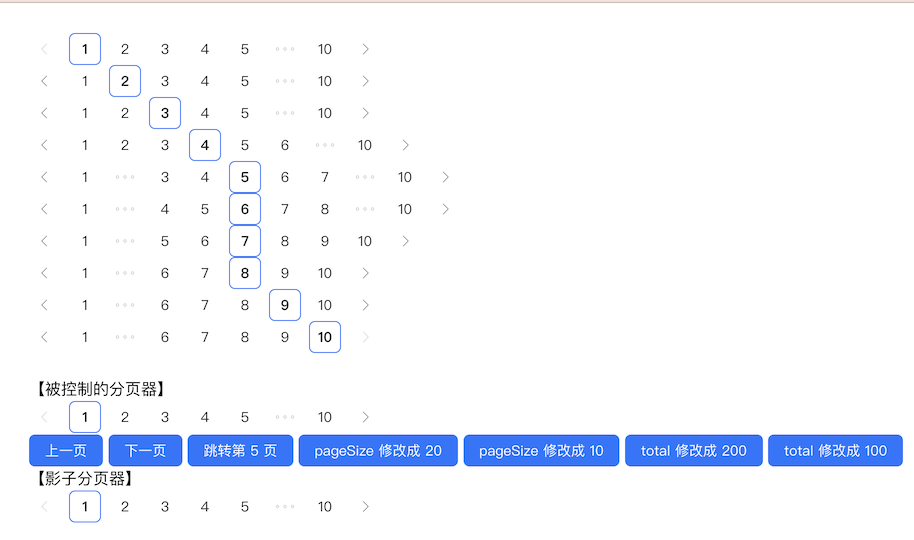 < 1 2 3 4 5 ••• 10 >
< 1 2 3 4 5 ••• 10 >
< 1 2 3 4 5 ••• 10 >
< 1 2 3 4 5 6 ••• 10 >
< 1 ••• 3 4 5 6 7 ••• 10 >
< 1 ••• 4 5 6 7 8 ••• 10 >
< 1 ••• 5 6 7 8 9 10 >
< 1 ••• 6 7 8 9 10 >
< 1 ••• 6 7 8 9 10 >
< 1 ••• 6 7 8 9 10 >
【被控制的分页器】
< 1 2 3 4 5 ••• 10 >
上一页 下一页 跳转第 5 页 pageSize 修改成 20 pageSize 修改成 10 total 修改成 200 total 修改成 100
【影子分页器】
< 1 2 3 4 5 ••• 10 >